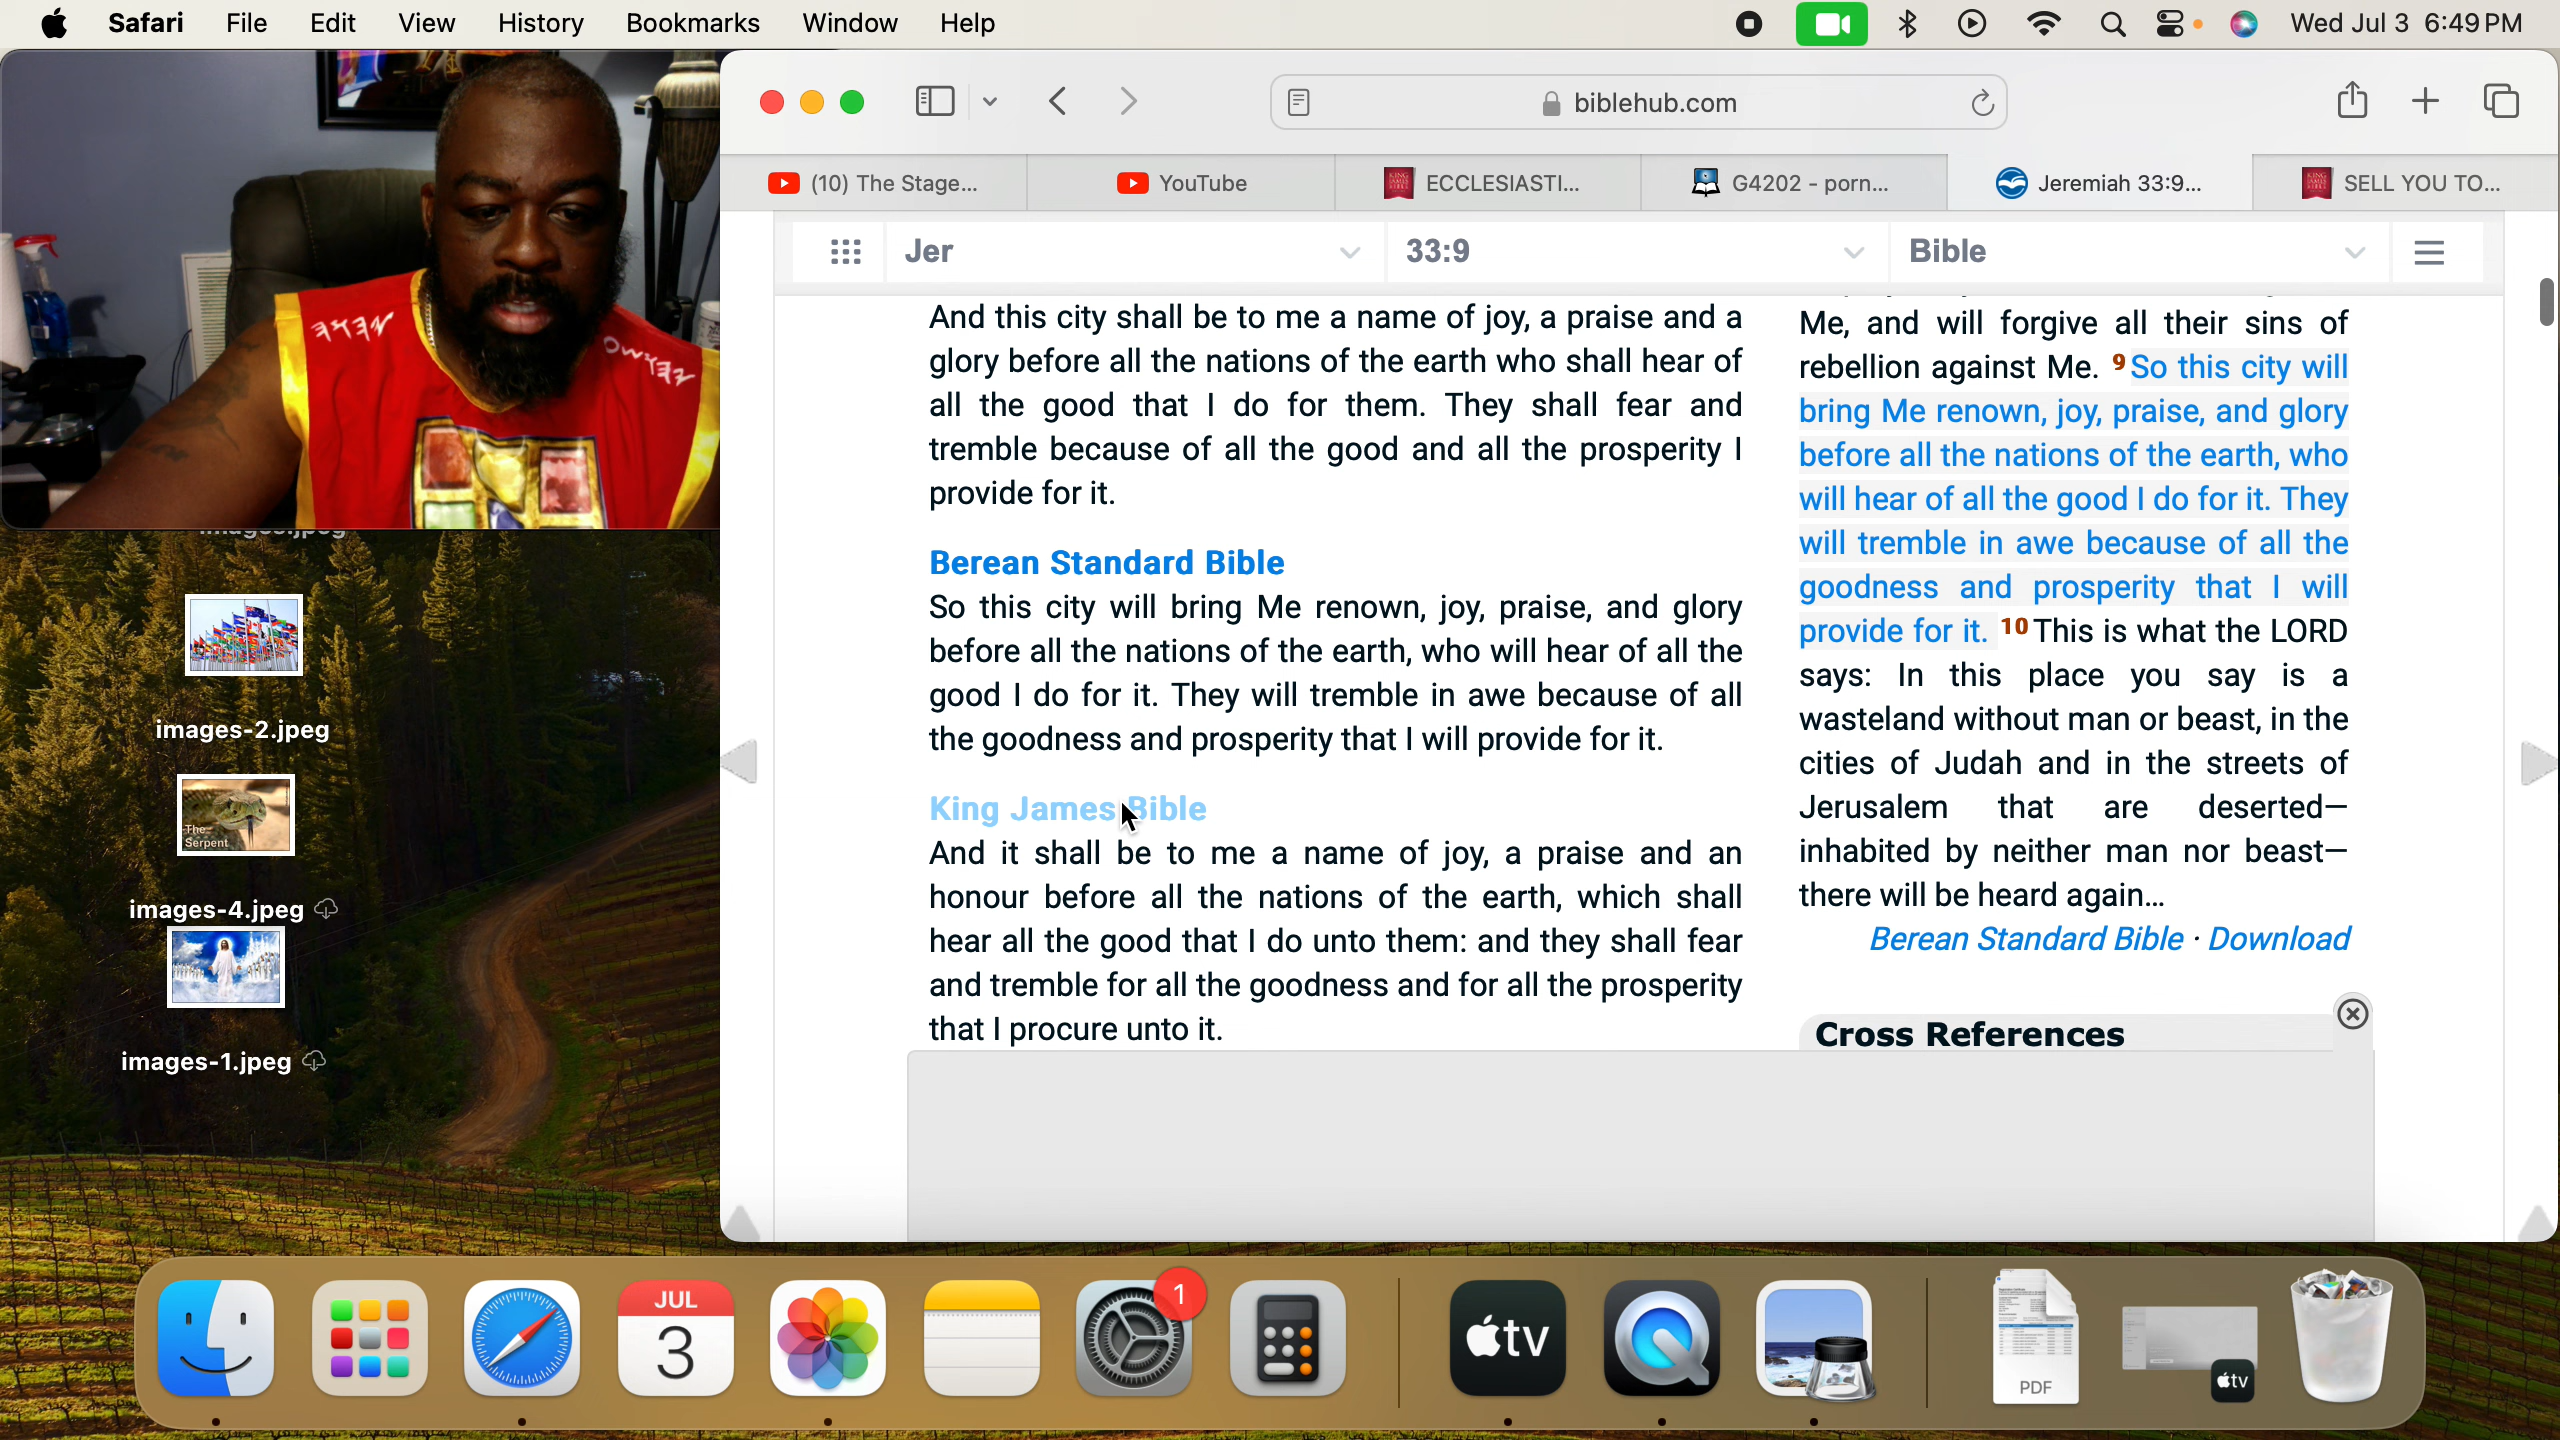 Safari File Edit View History Bookmarks Window Help Wed Jul 3 6:49 PM
biblehub.com
(10) The Stage... YouTube ECCLESIASTI... G4202 - porn... Jeremiah 33:9... SELL YOU TO...
Jer 33:9 Bible
And this city shall be to me a name of joy, a praise and a
glory before all the nations of the earth who shall hear of
all the good that I do for them. They shall fear and
tremble because of all the good and all the prosperity I
provide for it.
Berean Standard Bible
So this city will bring Me renown, joy, praise, and glory
before all the nations of the earth, who will hear of all the
good I do for it. They will tremble in awe because of all
the goodness and prosperity that I will provide for it.
King James Bible
And it shall be to me a name of joy, a praise and an
honour before all the nations of the earth, which shall
hear all the good that I do unto them: and they shall fear
and tremble for all the goodness and for all the prosperity
that I procure unto it.
Me, and will forgive all their sins of
rebellion against Me. 9 So this city will
bring Me renown, joy, praise, and glory
before all the nations of the earth, who
will hear of all the good I do for it. They
will tremble in awe because of all the
goodness and prosperity that I will
provide for it. 10 This is what the LORD
says: In this place you say is a
wasteland without man or beast, in the
cities of Judah and in the streets of
Jerusalem that are deserted—
inhabited by neither man nor beast—
there will be heard again...
Berean Standard Bible · Download
Cross References
images.jpeg
images-2.jpeg
The
Serpent
images-4.jpeg
images-1.jpeg
JUL
3
1
tv
PDF
tv